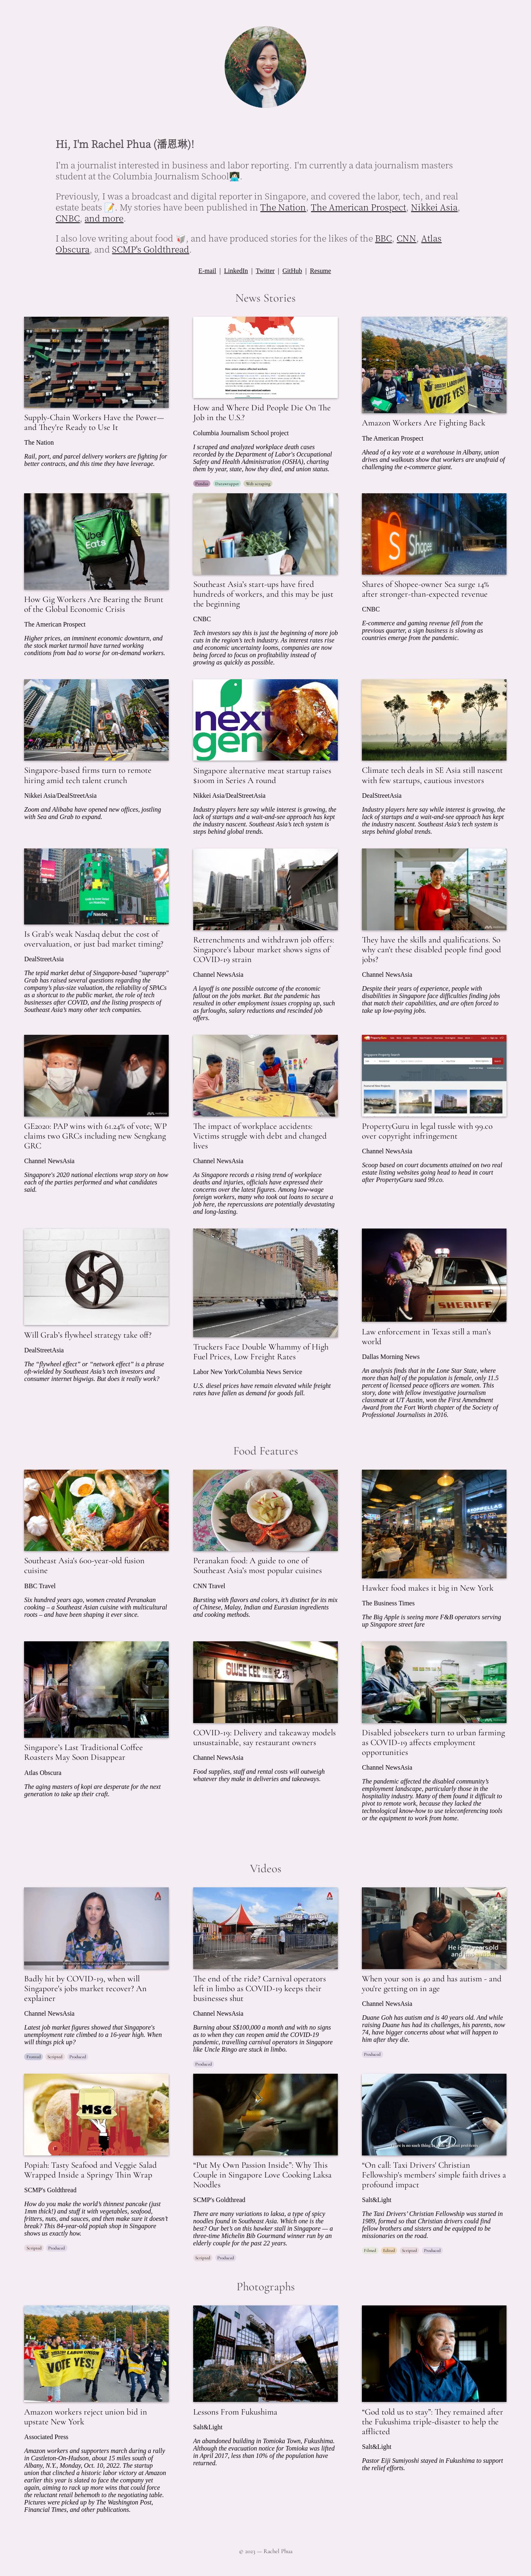 Hi, I'm Rachel Phua (潘恩琳)!
I'm a journalist interested in business and labor reporting. I'm currently a data journalism masters
student at the Columbia Journalism School👩🏻‍💻.
Previously, I was a broadcast and digital reporter in Singapore, and covered the labor, tech, and real
estate beats 📝. My stories have been published in The Nation, The American Prospect, Nikkei Asia,
CNBC, and more.
I also love writing about food 🥡, and have produced stories for the likes of the BBC, CNN, Atlas
Obscura, and SCMP's Goldthread.
E-mail | LinkedIn | Twitter | GitHub | Resume
News Stories
Supply-Chain Workers Have the Power—
and They're Ready to Use It
The Nation
Rail, port, and parcel delivery workers are fighting for
better contracts, and this time they have leverage.
How and Where Did People Die On The
Job in the U.S.?
Columbia Journalism School project
I scraped and analyzed workplace death cases
recorded by the Department of Labor's Occupational
Safety and Health Administration (OSHA), charting
them by year, state, how they died, and union status.
Pandas Datawrapper Web scraping
VOTE YES!
Amazon Workers Are Fighting Back
The American Prospect
Ahead of a key vote at a warehouse in Albany, union
drives and walkouts show that workers are unafraid of
challenging the e-commerce giant.
Uber
Eats
How Gig Workers Are Bearing the Brunt
of the Global Economic Crisis
The American Prospect
Higher prices, an imminent economic downturn, and
the stock market turmoil have turned working
conditions from bad to worse for on-demand workers.
Southeast Asia's start-ups have fired
hundreds of workers, and this may be just
the beginning
CNBC
Tech investors say this is just the beginning of more job
cuts in the region's tech industry. As interest rates rise
and economic uncertainty looms, companies are now
being forced to focus on profitability instead of
growing as quickly as possible.
Shopee
Shares of Shopee-owner Sea surge 14%
after stronger-than-expected revenue
CNBC
E-commerce and gaming revenue fell from the
previous quarter, a sign business is slowing as
countries emerge from the pandemic.
Singapore-based firms turn to remote
hiring amid tech talent crunch
Nikkei Asia/DealStreetAsia
Zoom and Alibaba have opened new offices, jostling
with Sea and Grab to expand.
next
gen
Singapore alternative meat startup raises
$100m in Series A round
Nikkei Asia/DealStreetAsia
Industry players here say while interest is growing, the
lack of startups and a wait-and-see approach has kept
the industry nascent. Southeast Asia's tech system is
steps behind global trends.
Climate tech deals in SE Asia still nascent
with few startups, cautious investors
DealStreetAsia
Industry players here say while interest is growing, the
lack of startups and a wait-and-see approach has kept
the industry nascent. Southeast Asia's tech system is
steps behind global trends.
Nasdaq
Is Grab's weak Nasdaq debut the cost of
overvaluation, or just bad market timing?
DealStreetAsia
The tepid market debut of Singapore-based "superapp"
Grab has raised several questions regarding the
company's plus-size valuation, the reliability of SPACs
as a shortcut to the public market, the role of tech
businesses after COVID, and the listing prospects of
Southeast Asia's many other tech companies.
Retrenchments and withdrawn job offers:
Singapore's labour market shows signs of
COVID-19 strain
Channel NewsAsia
A layoff is one possible outcome of the economic
fallout on the job market. But the pandemic has
resulted in other employment issues cropping up, such
as furloughs, salary reductions and rescinded job
offers.
They have the skills and qualifications. So
why can't these disabled people find good
jobs?
Channel NewsAsia
Despite their years of experience, people with
disabilities in Singapore face difficulties finding jobs
that match their capabilities, and are often forced to
take up low-paying jobs.
GE2020: PAP wins with 61.24% of vote; WP
claims two GRCs including new Sengkang
GRC
Channel NewsAsia
Singapore's 2020 national elections wrap story on how
each of the parties performed and what candidates
said.
The impact of workplace accidents:
Victims struggle with debt and changed
lives
Channel NewsAsia
As Singapore records a rising trend of workplace
deaths and injuries, officials have expressed their
concerns over the latest figures. Among low-wage
foreign workers, many who took out loans to secure a
job here, the repercussions are potentially devastating
and long-lasting.
PropertyGuru in legal tussle with 99.co
over copyright infringement
Channel NewsAsia
Scoop based on court documents attained on two real
estate listing websites going head to head in court
after PropertyGuru sued 99.co.
Will Grab's flywheel strategy take off?
DealStreetAsia
The “flywheel effect” or “network effect” is a phrase
oft-wielded by Southeast Asia's tech investors and
consumer internet bigwigs. But does it really work?
Truckers Face Double Whammy of High
Fuel Prices, Low Freight Rates
Labor New York/Columbia News Service
U.S. diesel prices have remain elevated while freight
rates have fallen as demand for goods fall.
SHERIFF
Law enforcement in Texas still a man's
world
Dallas Morning News
An analysis finds that in the Lone Star State, where
more than half of the population is female, only 11.5
percent of licensed peace officers are women. This
story, done with fellow investigative journalism
classmate at UT Austin, won the First Amendment
Award from the Fort Worth chapter of the Society of
Professional Journalists in 2016.
Food Features
Southeast Asia's 600-year-old fusion
cuisine
BBC Travel
Six hundred years ago, women created Peranakan
cooking – a Southeast Asian cuisine with multicultural
roots – and have been shaping it ever since.
Peranakan food: A guide to one of
Southeast Asia's most popular cuisines
CNN Travel
Bursting with flavors and colors, it's distinct for its mix
of Chinese, Malay, Indian and Eurasian ingredients
and cooking methods.
Hawker food makes it big in New York
The Business Times
The Big Apple is seeing more F&B operators serving
up Singapore street fare
Singapore's Last Traditional Coffee
Roasters May Soon Disappear
Atlas Obscura
The aging masters of kopi are desperate for the next
generation to take up their craft.
SWEE KEE
COVID-19: Delivery and takeaway models
unsustainable, say restaurant owners
Channel NewsAsia
Food supplies, staff and rental costs will outweigh
whatever they make in deliveries and takeaways.
Disabled jobseekers turn to urban farming
as COVID-19 affects employment
opportunities
Channel NewsAsia
The pandemic affected the disabled community's
employment landscape, particularly those in the
hospitality industry. Many of them found it difficult to
pivot to remote work, because they lacked the
technological know-how to use teleconferencing tools
or the equipment to work from home.
Videos
Badly hit by COVID-19, when will
Singapore's jobs market recover? An
explainer
Channel NewsAsia
Latest job market figures showed that Singapore's
unemployment rate climbed to a 16-year high. When
will things pick up?
Fronted Scripted Produced
The end of the ride? Carnival operators
left in limbo as COVID-19 keeps their
businesses shut
Channel NewsAsia
Burning about S$100,000 a month and with no signs
as to when they can reopen amid the COVID-19
pandemic, travelling carnival operators in Singapore
like Uncle Ringo are stuck in limbo.
Produced
When your son is 40 and has autism - and
you're getting on in age
Channel NewsAsia
Duane Goh has autism and is 40 years old. And while
raising Duane has had its challenges, his parents, now
74, have bigger concerns about what will happen to
him after they die.
Produced
MSG
Popiah: Tasty Seafood and Veggie Salad
Wrapped Inside a Springy Thin Wrap
SCMP's Goldthread
How do you make the world's thinnest pancake (just
1mm thick!) and stuff it with vegetables, seafood,
fritters, nuts, and sauces, and then make sure it doesn't
break? This 84-year-old popiah shop in Singapore
shows us exactly how.
Scripted Produced
“Put My Own Passion Inside”: Why This
Couple in Singapore Love Cooking Laksa
Noodles
SCMP's Goldthread
There are many variations to laksa, a type of spicy
noodles found in Southeast Asia. Which one is the
best? Our bet's on this hawker stall in Singapore — a
three-time Michelin Bib Gourmand winner run by an
elderly couple for the past 22 years.
Scripted Produced
“On call: Taxi Drivers' Christian
Fellowship's members' simple faith drives a
profound impact
Salt&Light
The Taxi Drivers' Christian Fellowship was started in
1989, formed so that Christian drivers could find
fellow brothers and sisters and be equipped to be
missionaries on the road.
Filmed Edited Scripted Produced
Photographs
VOTE YES!
Amazon workers reject union bid in
upstate New York
Associated Press
Amazon workers and supporters march during a rally
in Castleton-On-Hudson, about 15 miles south of
Albany, N.Y., Monday, Oct. 10, 2022. The startup
union that clinched a historic labor victory at Amazon
earlier this year is slated to face the company yet
again, aiming to rack up more wins that could force
the reluctant retail behemoth to the negotiating table.
Pictures were picked up by The Washington Post,
Financial Times, and other publications.
Lessons From Fukushima
Salt&Light
An abandoned building in Tomioka Town, Fukushima.
Although the evacuation notice for Tomioka was lifted
in April 2017, less than 10% of the population have
returned.
“God told us to stay”: They remained after
the Fukushima triple-disaster to help the
afflicted
Salt&Light
Pastor Eiji Sumiyoshi stayed in Fukushima to support
the relief efforts.
© 2023 — Rachel Phua